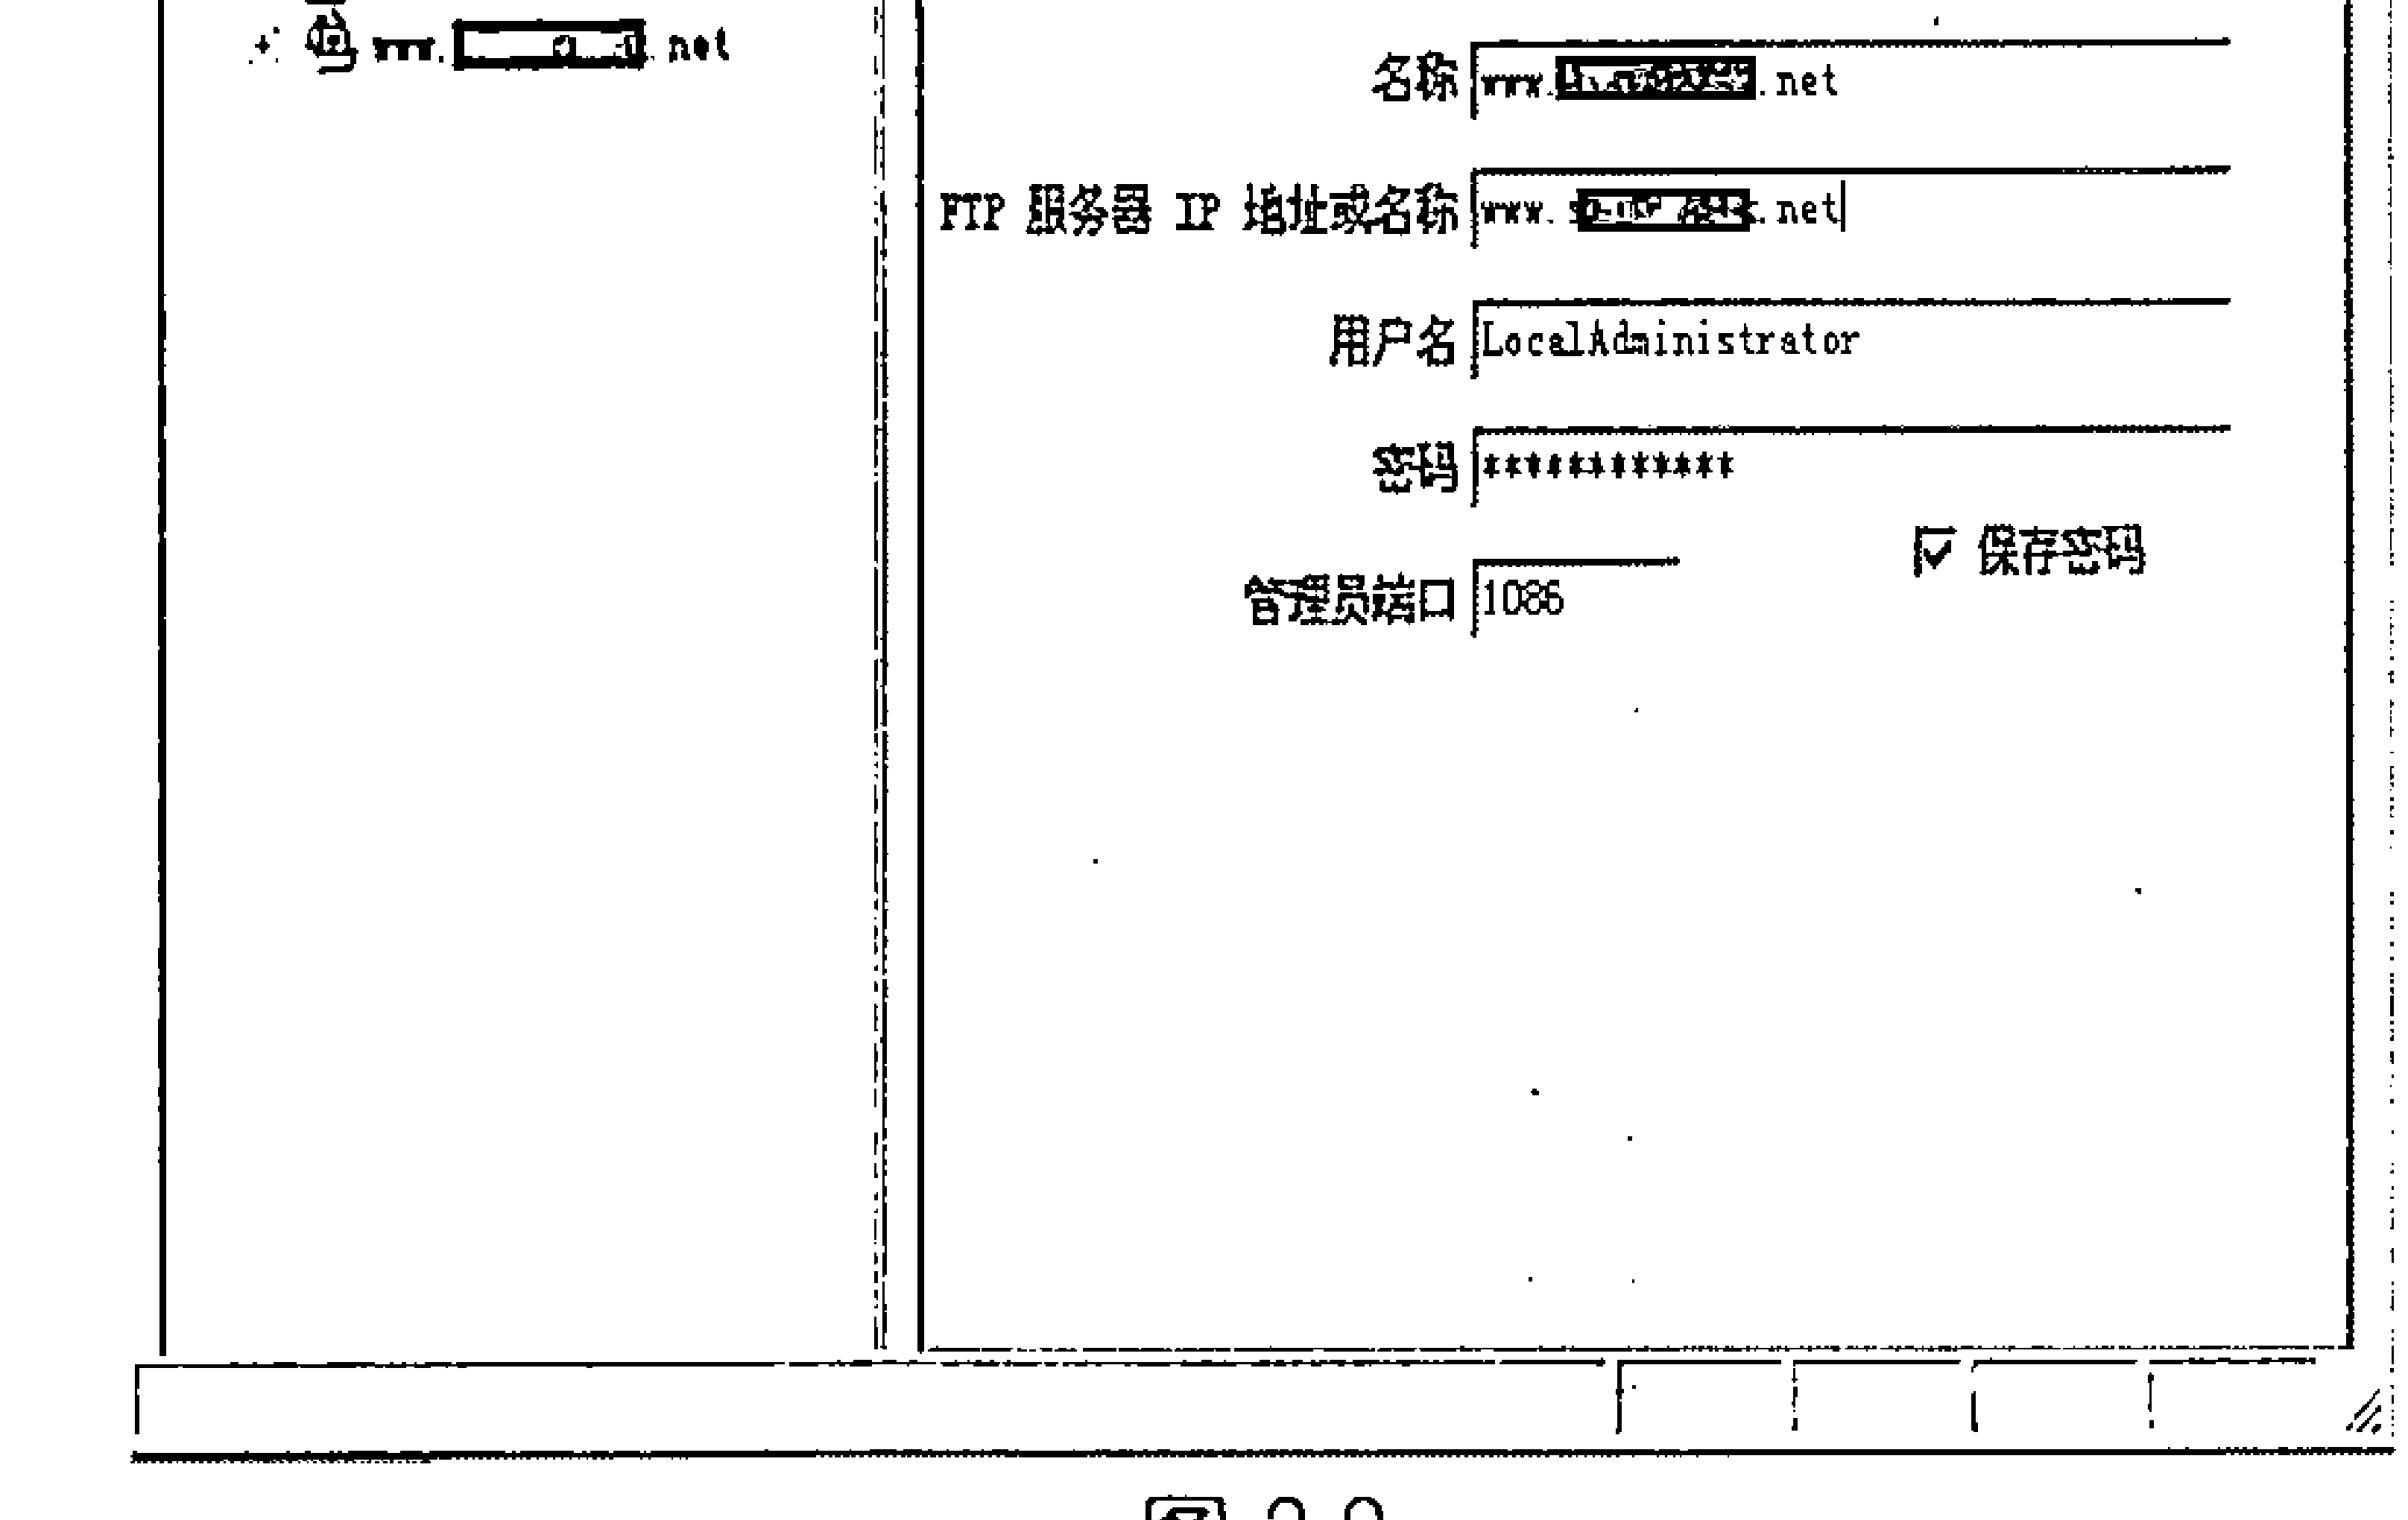 www. .net
名称 www. .net
FTP 服务器 IP 地址或名称 www. .net
用户名 LocalAdministrator
密码 ************
保存密码
管理员端口 1086